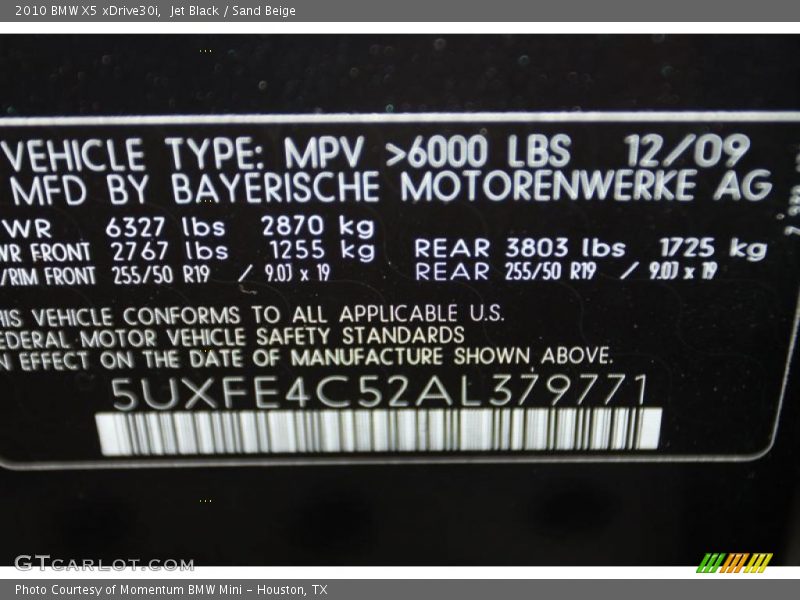 2010 BMW X5 xDrive30i, Jet Black / Sand Beige
VEHICLE TYPE: MPV >6000 LBS 12/09
MFD BY BAYERISCHE MOTORENWERKE AG
WR 6327 lbs 2870 kg
WR FRONT 2767 lbs 1255 kg REAR 3803 lbs 1725 kg
/RIM FRONT 255/50 R19 / 9.0J x 19 REAR 255/50 R19 / 9.0J x 19
HIS VEHICLE CONFORMS TO ALL APPLICABLE U.S.
EDERAL MOTOR VEHICLE SAFETY STANDARDS
N EFFECT ON THE DATE OF MANUFACTURE SHOWN ABOVE.
5UXFE4C52AL379771
GTCARLOT.COM
Photo Courtesy of Momentum BMW Mini - Houston, TX